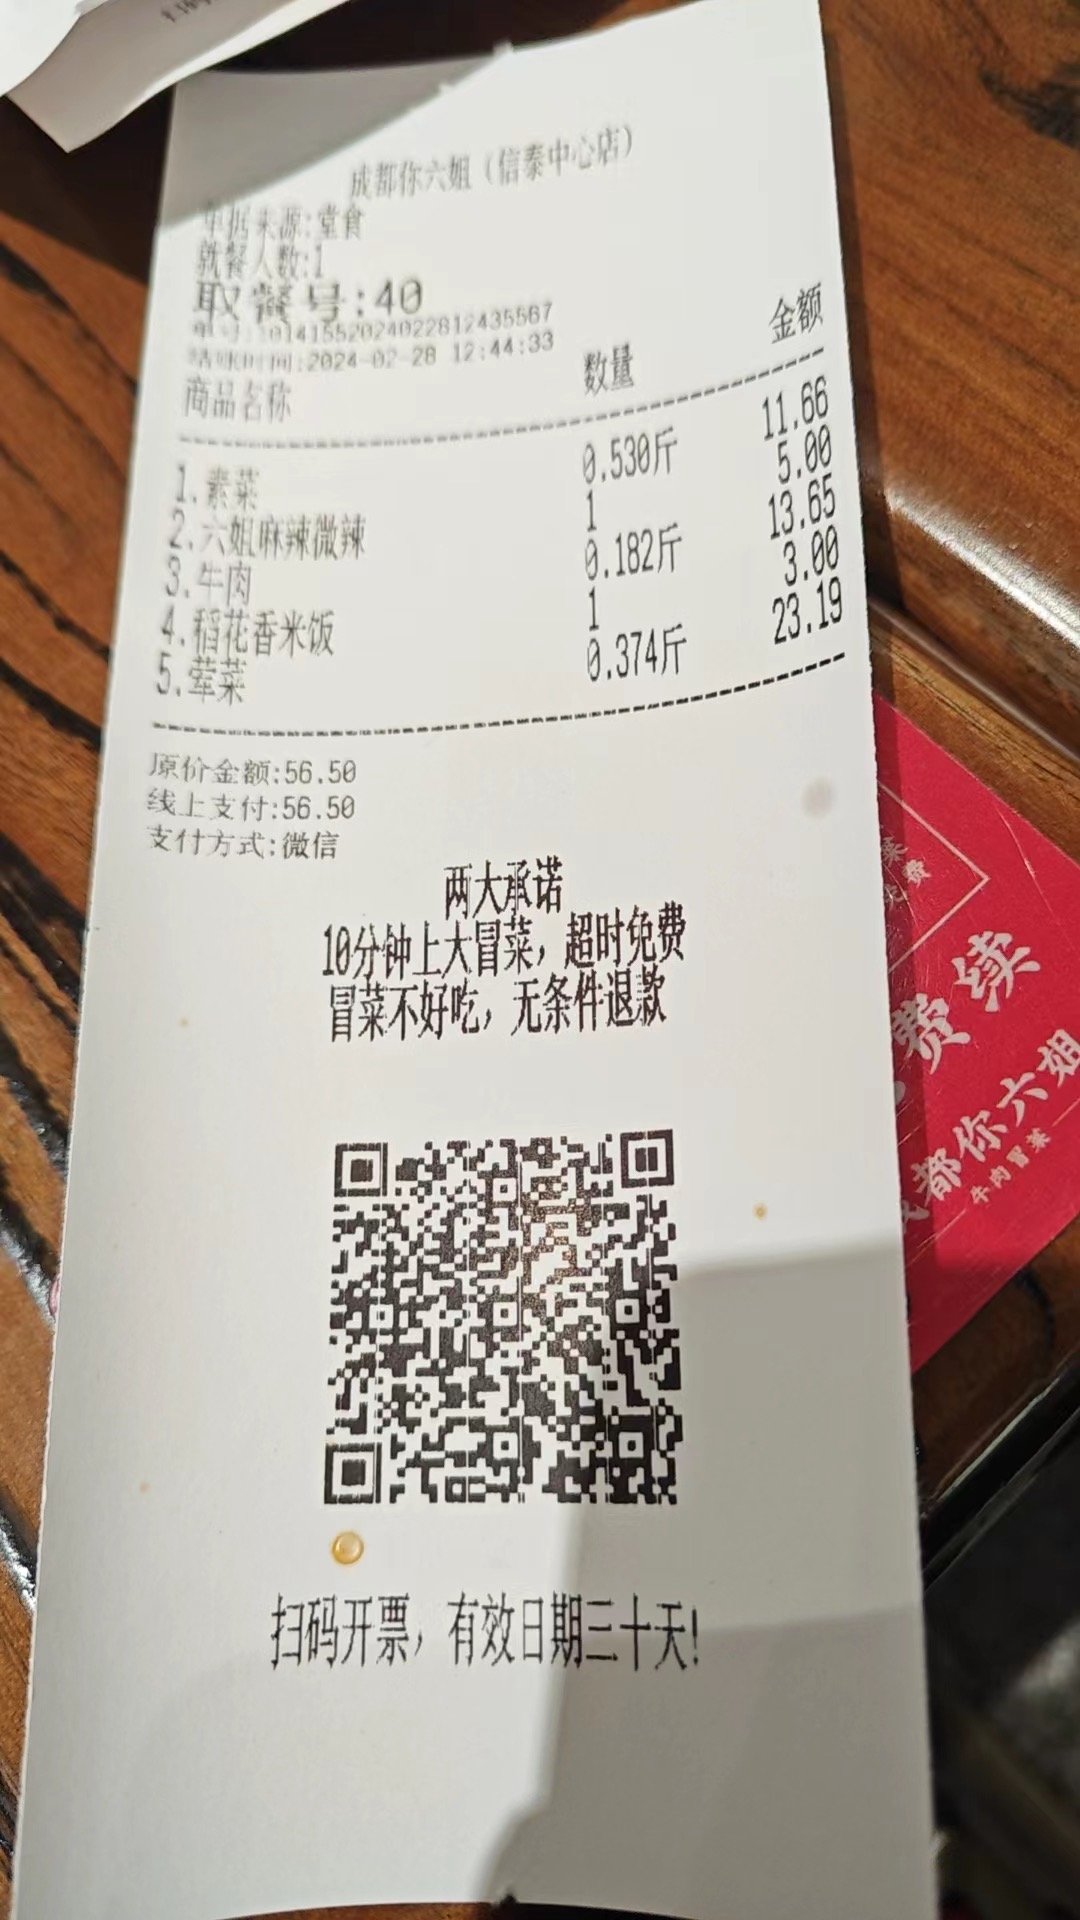 成都你六姐（信泰中心店）
单据来源:堂食
就餐人数:1
取餐号:40
单号:10141552024022812435567
结账时间:2024-02-28 12:44:33
商品名称 数量 金额
1.素菜 0.530斤 11.66
2.六姐麻辣微辣 1 5.00
3.牛肉 0.182斤 13.65
4.稻花香米饭 1 3.00
5.荤菜 0.374斤 23.19
原价金额:56.50
线上支付:56.50
支付方式:微信
两大承诺
10分钟上大冒菜，超时免费
冒菜不好吃，无条件退款
扫码开票，有效日期三十天!
菜
免费
费续
成都你六姐
牛肉冒菜